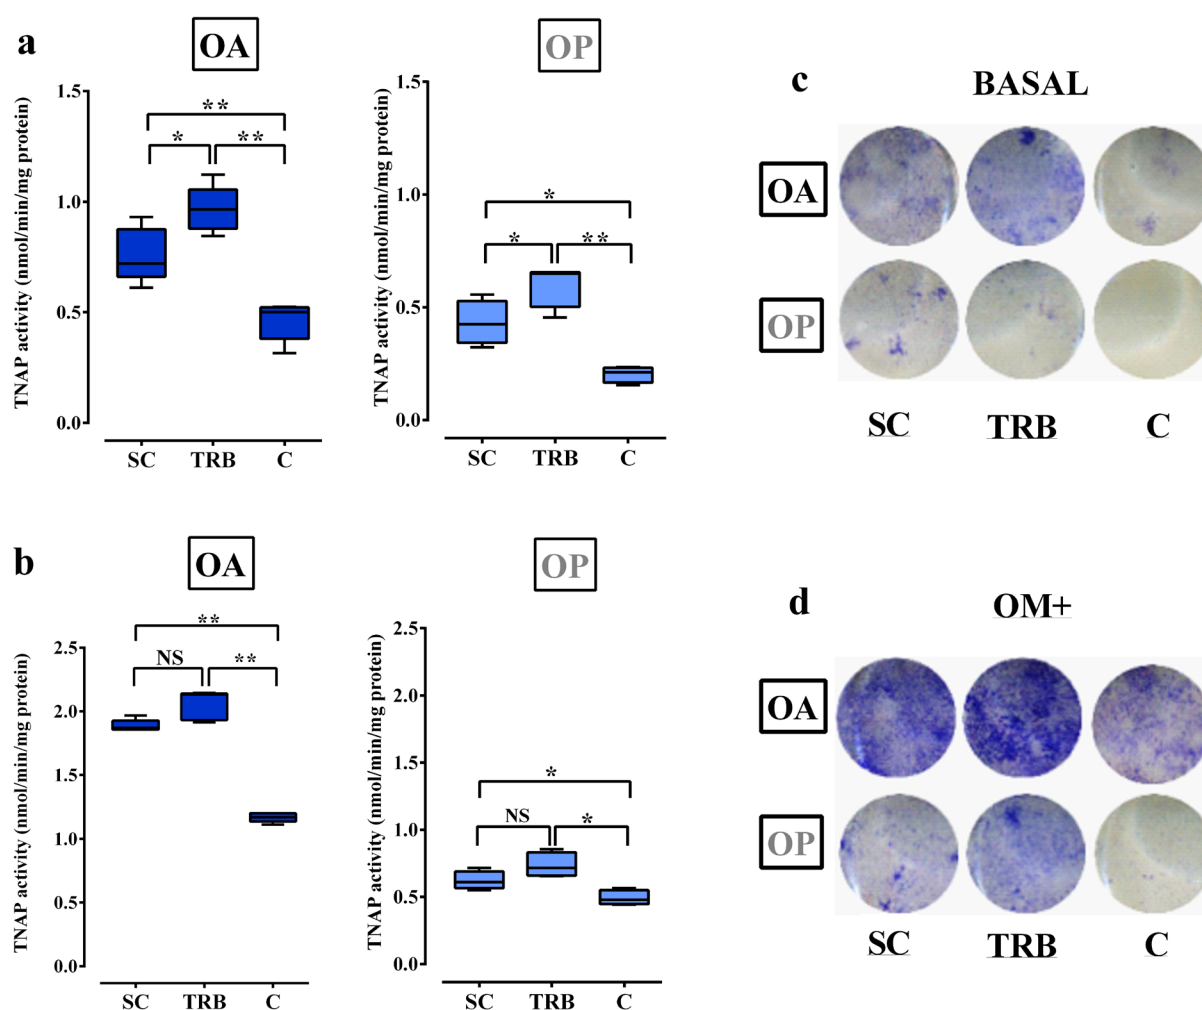 a
OA
TNAP activity (nmol/min/mg protein)
1.5
1.0
0.5
0.0
**
*
**
SC TRB C
OP
TNAP activity (nmol/min/mg protein)
1.5
1.0
0.5
0.0
*
*
**
SC TRB C
c
BASAL
OA
OP
SC TRB C
b
OA
TNAP activity (nmol/min/mg protein)
2.5
2.0
1.5
1.0
0.5
0.0
**
NS
**
SC TRB C
OP
TNAP activity (nmol/min/mg protein)
2.5
2.0
1.5
1.0
0.5
0.0
*
NS
*
SC TRB C
d
OM+
OA
OP
SC TRB C